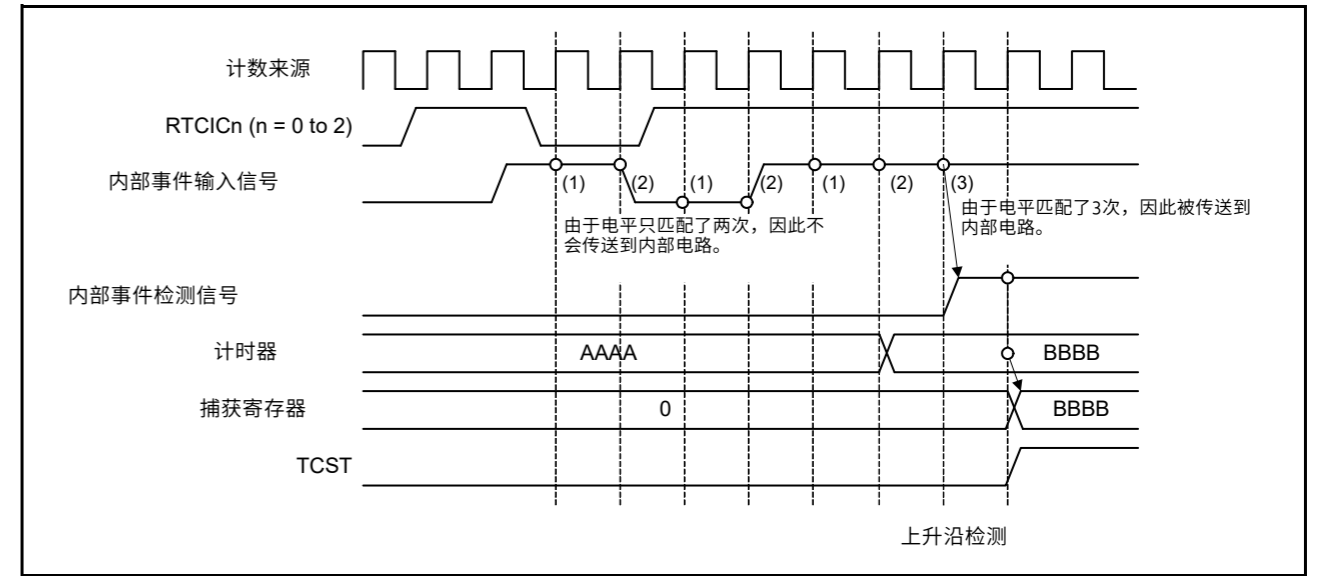 计数来源
RTCICn (n = 0 to 2)
内部事件输入信号
(1) (2) (1) (2) (1) (2) (3)
由于电平只匹配了两次，因此不
会传送到内部电路。
由于电平匹配了3次，因此被传送到
内部电路。
内部事件检测信号
计时器
AAAA
BBBB
捕获寄存器
0
BBBB
TCST
上升沿检测